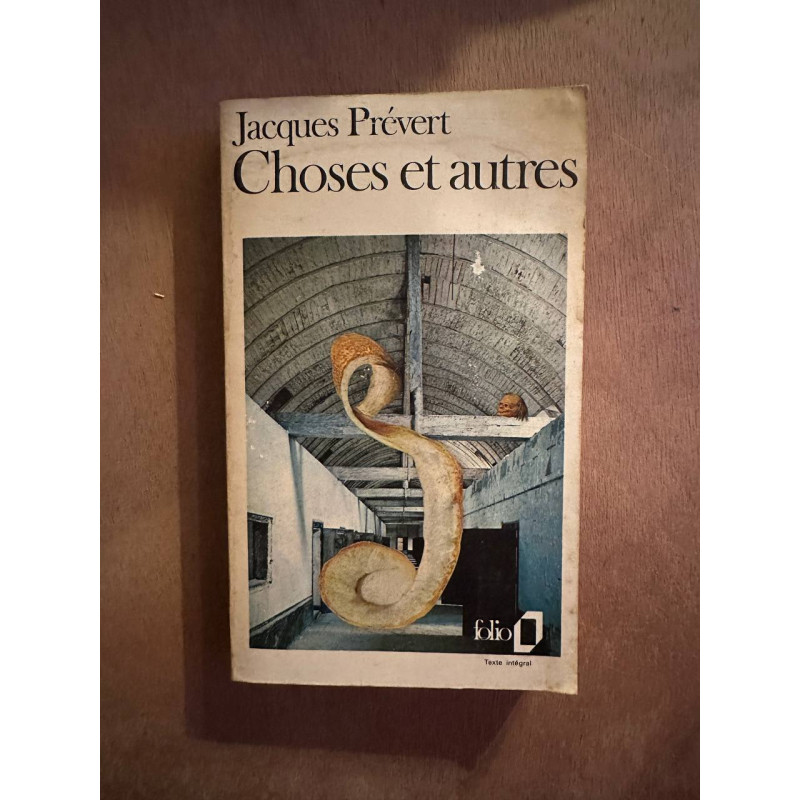 Jacques Prévert
Choses et autres
folio
Texte intégral